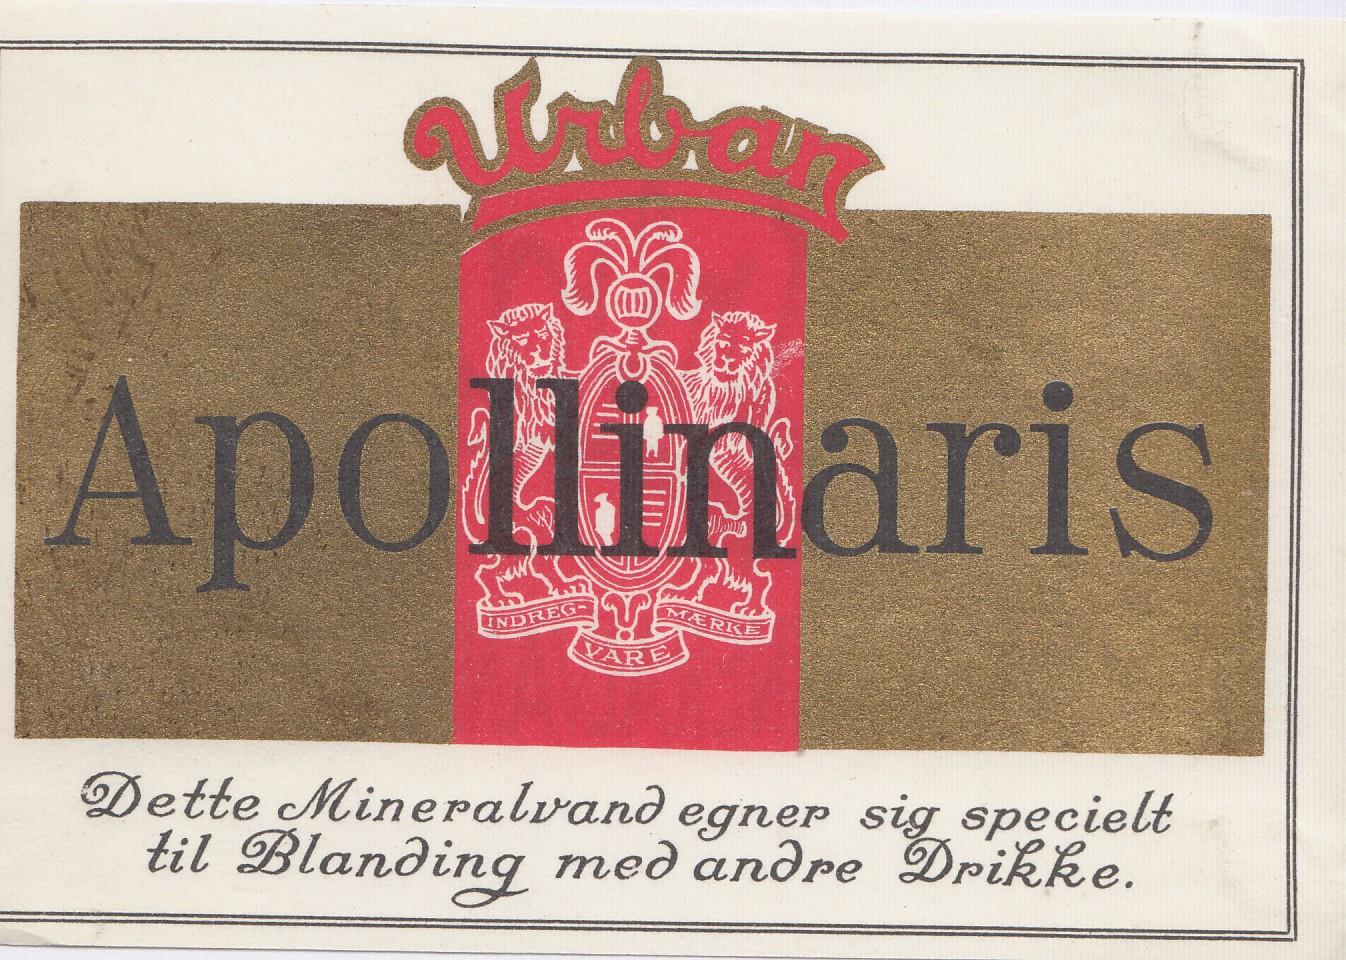 Urban
Apollinaris
INDREG- MÆRKE
VARE
Dette Mineralvand egner sig specielt
til Blanding med andre Drikke.